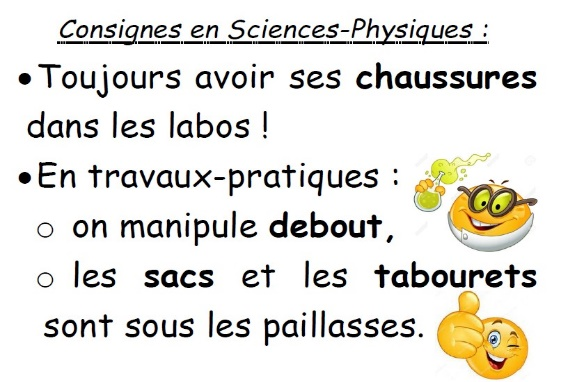 Consignes en Sciences-Physiques :
• Toujours avoir ses chaussures
dans les labos !
• En travaux-pratiques :
o on manipule debout,
o les sacs et les tabourets
sont sous les paillasses.